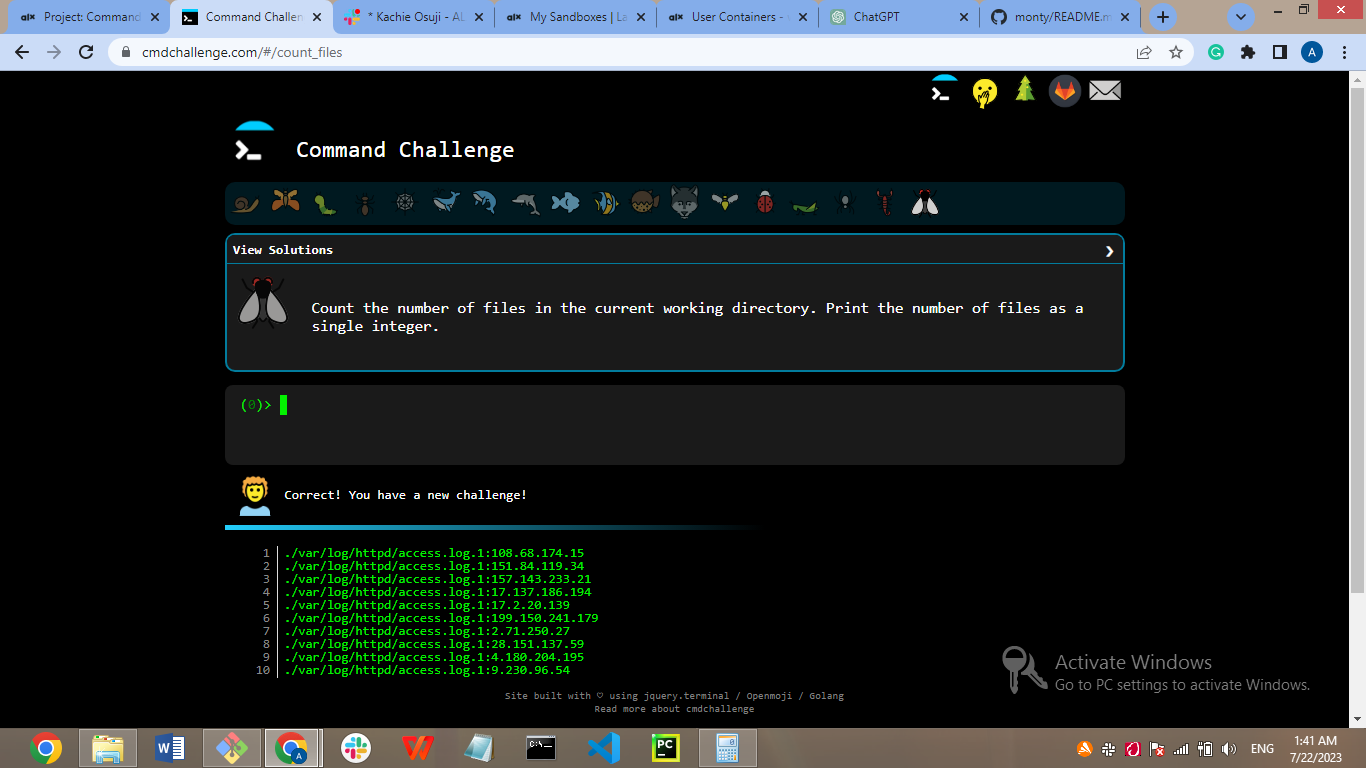 alx Project: Command
Command Challen
* Kachie Osuji - AL
alx My Sandboxes | La
alx User Containers -
ChatGPT
monty/README.m
cmdchallenge.com/#/count_files
A
Command Challenge
View Solutions
Count the number of files in the current working directory. Print the number of files as a
single integer.
(0)>
Correct! You have a new challenge!
1 ./var/log/httpd/access.log.1:108.68.174.15
2 ./var/log/httpd/access.log.1:151.84.119.34
3 ./var/log/httpd/access.log.1:157.143.233.21
4 ./var/log/httpd/access.log.1:17.137.186.194
5 ./var/log/httpd/access.log.1:17.2.20.139
6 ./var/log/httpd/access.log.1:199.150.241.179
7 ./var/log/httpd/access.log.1:2.71.250.27
8 ./var/log/httpd/access.log.1:28.151.137.59
9 ./var/log/httpd/access.log.1:4.180.204.195
10 ./var/log/httpd/access.log.1:9.230.96.54
Activate Windows
Go to PC settings to activate Windows.
Site built with ♡ using jquery.terminal / Openmoji / Golang
Read more about cmdchallenge
ENG
1:41 AM
7/22/2023